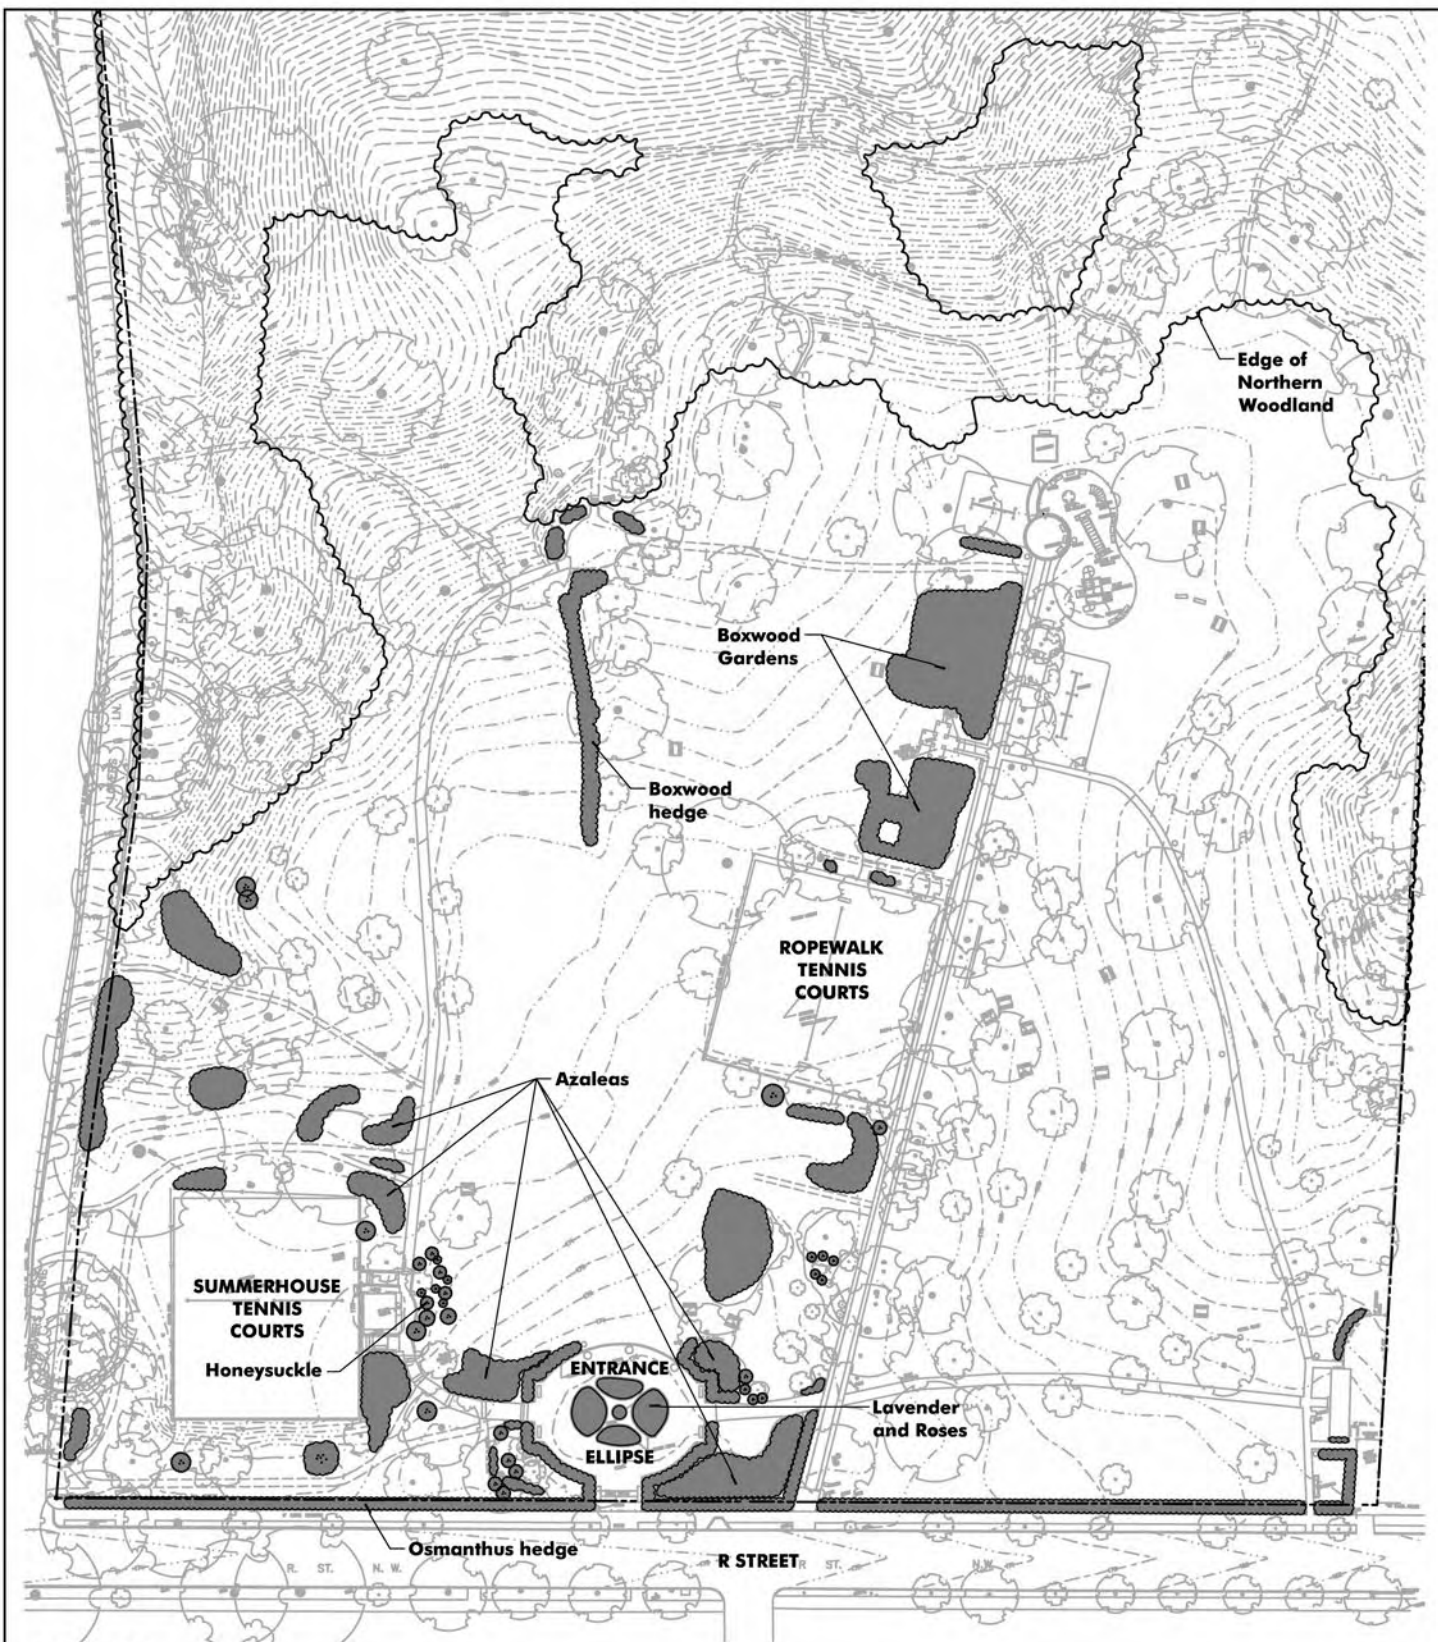 Edge of
Northern
Woodland
Boxwood
Gardens
Boxwood
hedge
ROPEWALK
TENNIS
COURTS
Azaleas
SUMMERHOUSE
TENNIS
COURTS
Honeysuckle
ENTRANCE
ELLIPSE
Lavender
and Roses
Osmanthus hedge
R STREET
R. ST. N. W.
R ST. N.W.